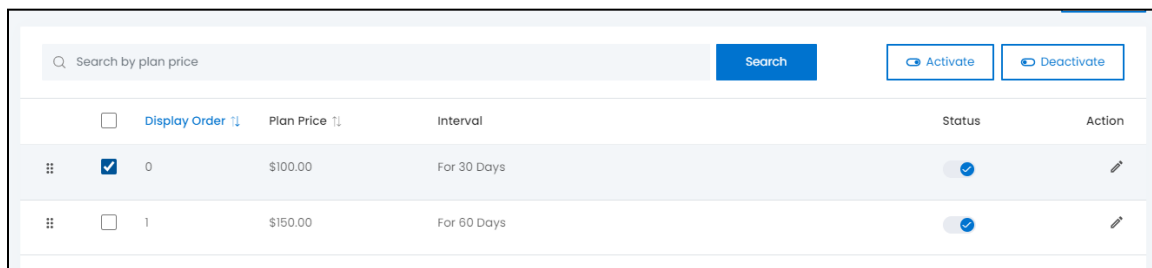 Search by plan price Search Activate Deactivate
Display Order Plan Price Interval Status Action
0 $100.00 For 30 Days
1 $150.00 For 60 Days